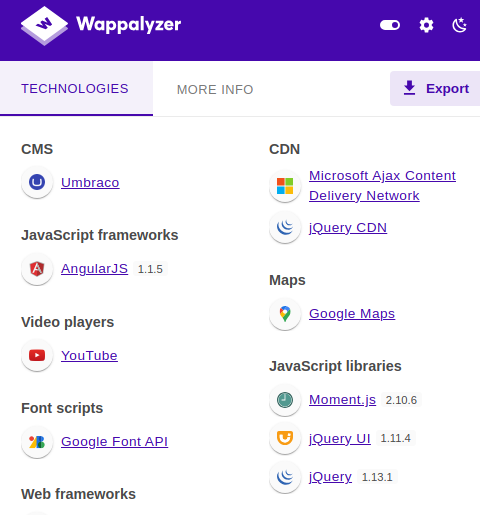 Wappalyzer
TECHNOLOGIES
MORE INFO
Export
CMS
Umbraco
JavaScript frameworks
AngularJS 1.1.5
Video players
YouTube
Font scripts
Google Font API
Web frameworks
CDN
Microsoft Ajax Content
Delivery Network
jQuery CDN
Maps
Google Maps
JavaScript libraries
Moment.js 2.10.6
jQuery UI 1.11.4
jQuery 1.13.1